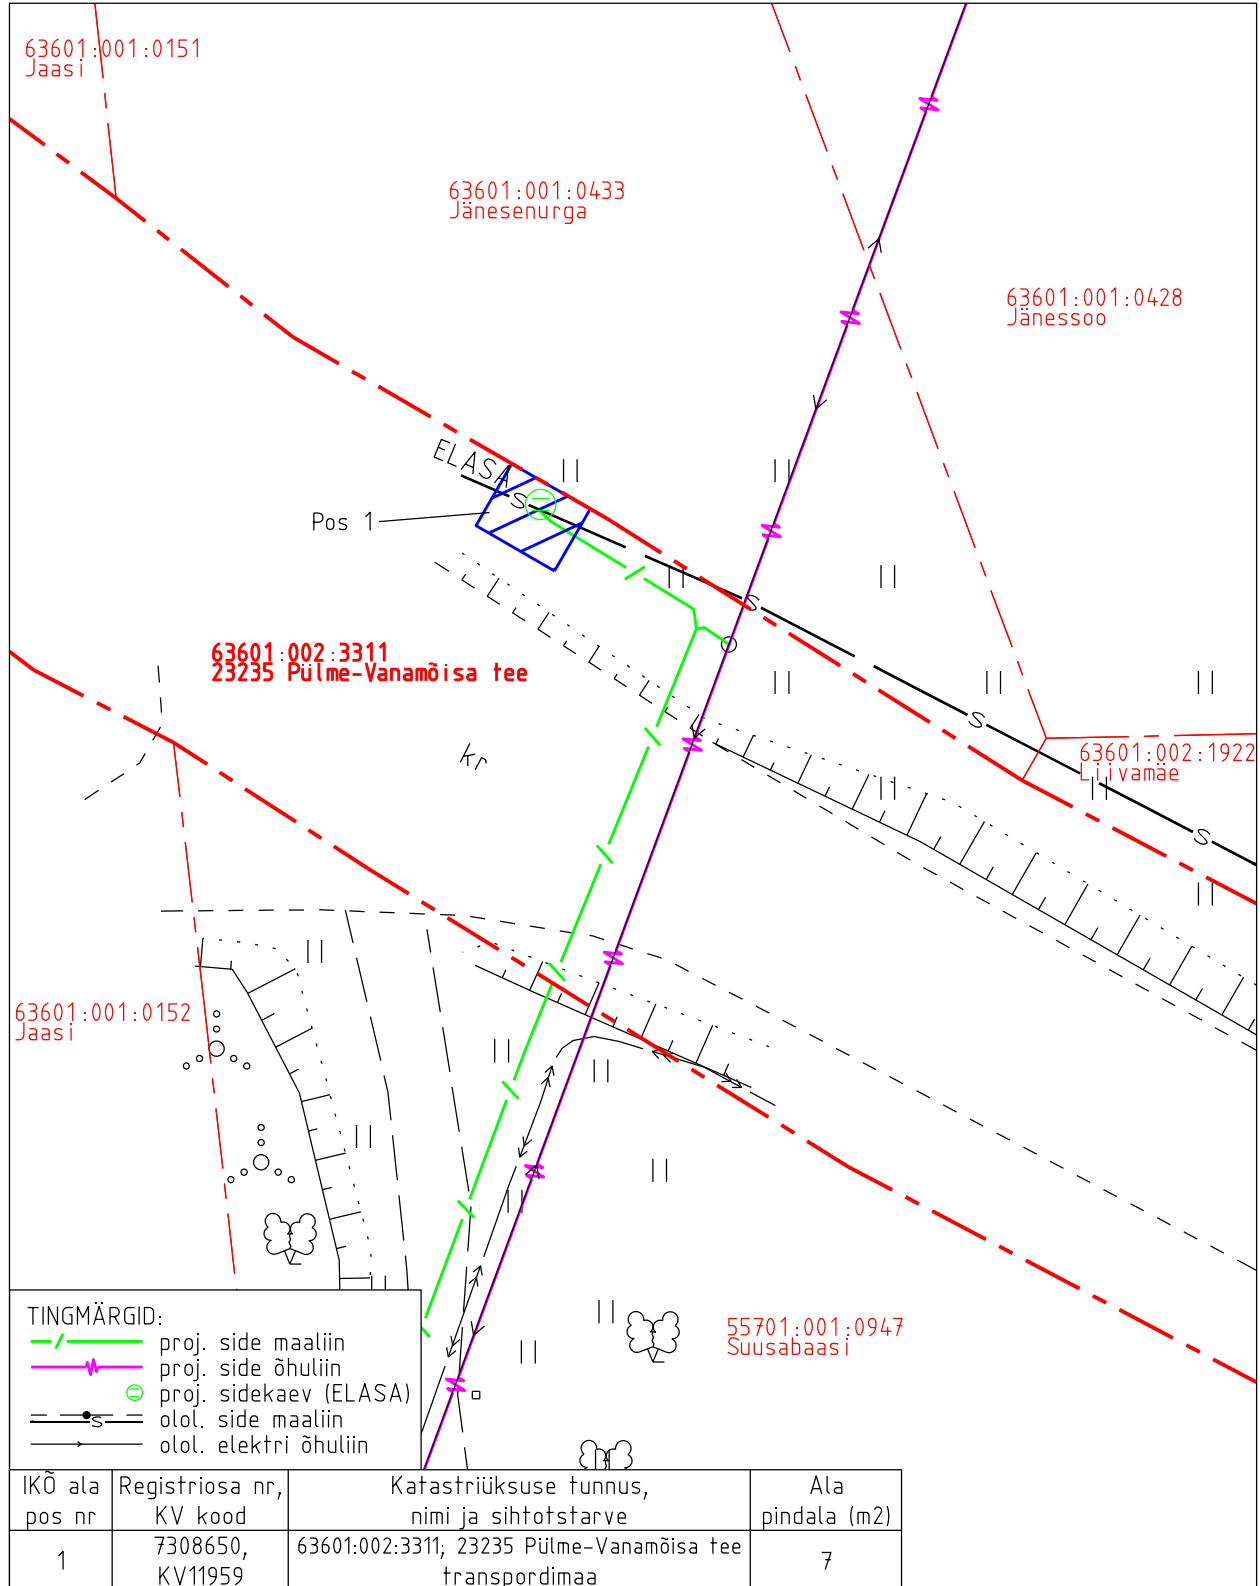 63601:001:0151
Jaasi
63601:001:0433
Jänesenurga
63601:001:0428
Jänessoo
ELASA
S
Pos 1
S
63601:002:3311
23235 Pülme-Vanamõisa tee
S
kr
63601:002:1922
Liivamäe
S
63601:001:0152
Jaasi
55701:001:0947
Suusabaasi
TINGMÄRGID:
proj. side maaliin
proj. side õhuliin
proj. sidekaev (ELASA)
S
olol. side maaliin
olol. elektri õhuliin
IKÕ ala
pos nr
Registriosa nr,
KV kood
Katastriüksuse tunnus,
nimi ja sihtotstarve
Ala
pindala (m2)
1
7308650,
KV11959
63601:002:3311; 23235 Pülme-Vanamõisa tee
transpordimaa
7